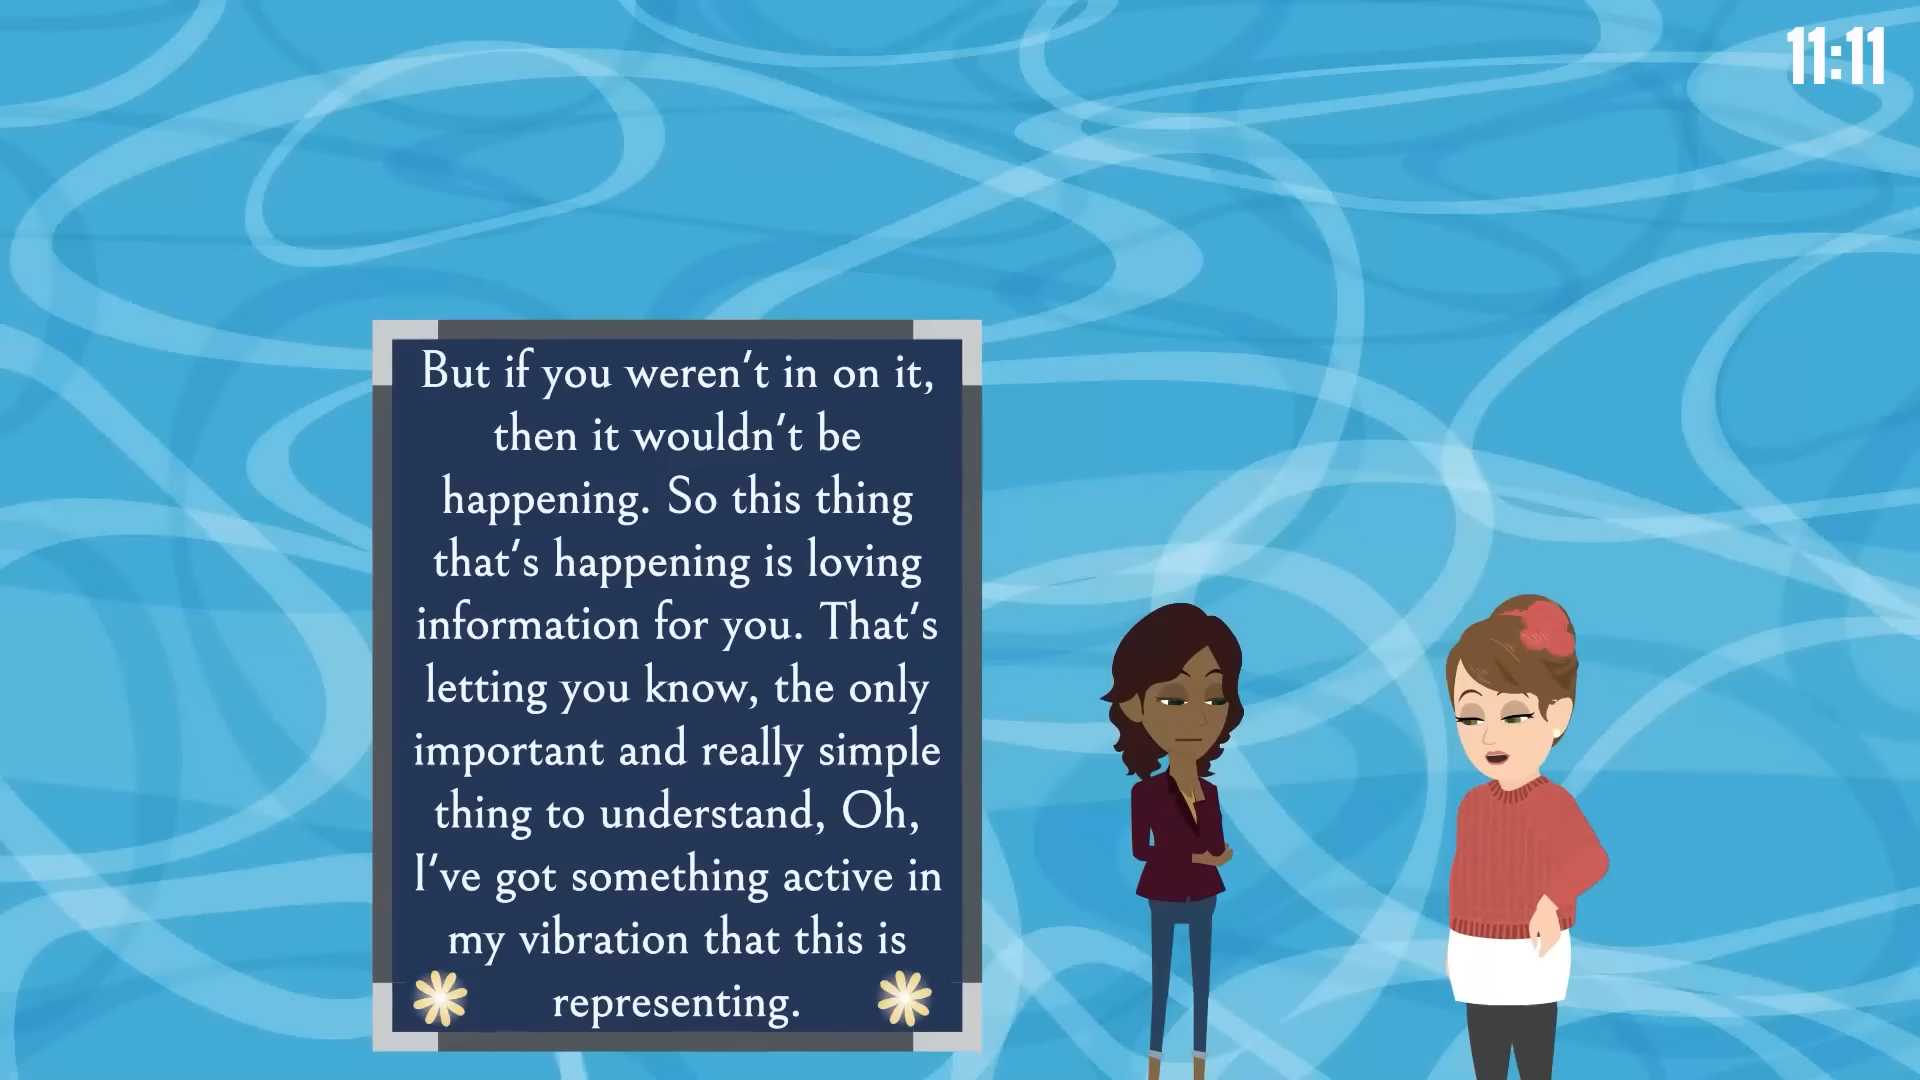 11:11
But if you weren't in on it,
then it wouldn't be
happening. So this thing
that's happening is loving
information for you. That's
letting you know, the only
important and really simple
thing to understand, Oh,
I've got something active in
my vibration that this is
representing.